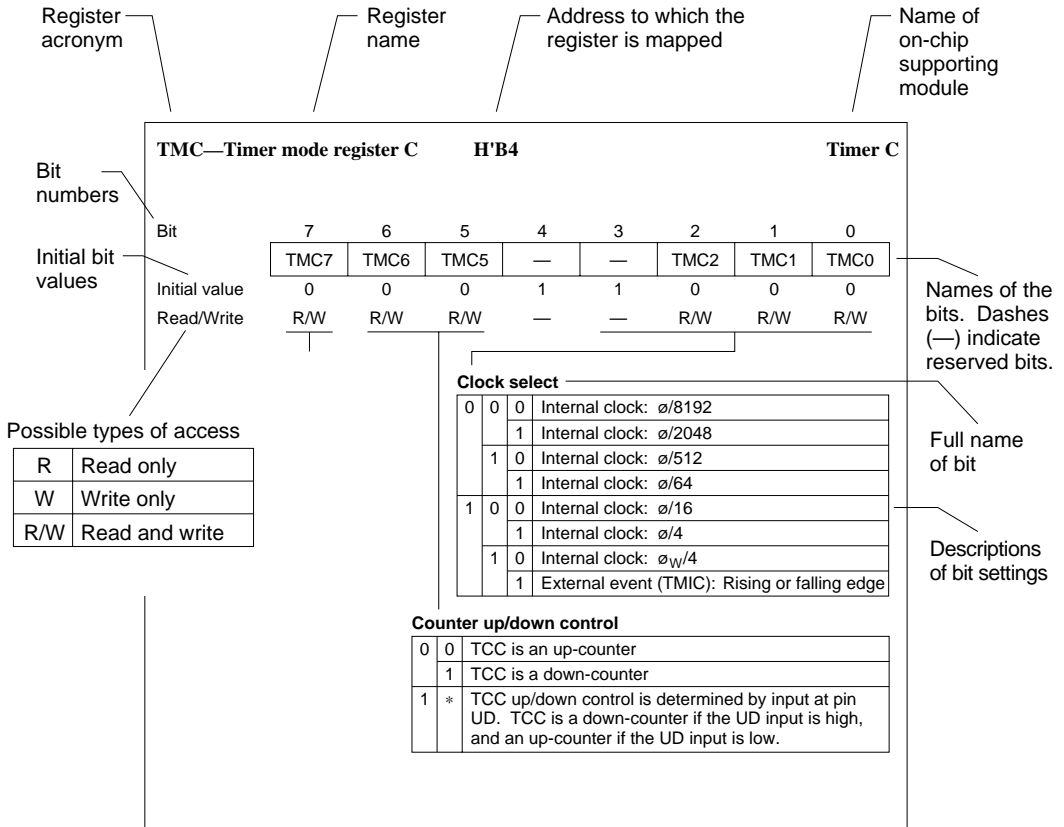 Register
acronym
Register
name
Address to which the
register is mapped
Name of
on-chip
supporting
module
TMC—Timer mode register C H'B4 Timer C
Bit
numbers
Bit 7 6 5 4 3 2 1 0
Initial bit
values
TMC7 TMC6 TMC5 — — TMC2 TMC1 TMC0
Initial value 0 0 0 1 1 0 0 0
Read/Write R/W R/W R/W — — R/W R/W R/W
Names of the
bits. Dashes
(—) indicate
reserved bits.
Possible types of access
R Read only
W Write only
R/W Read and write
Clock select
0 0 0 Internal clock: ø/8192
1 Internal clock: ø/2048
1 0 Internal clock: ø/512
1 Internal clock: ø/64
1 0 0 Internal clock: ø/16
1 Internal clock: ø/4
1 0 Internal clock: øW/4
1 External event (TMIC): Rising or falling edge
Full name
of bit
Descriptions
of bit settings
Counter up/down control
0 0 TCC is an up-counter
1 TCC is a down-counter
1 * TCC up/down control is determined by input at pin
UD. TCC is a down-counter if the UD input is high,
and an up-counter if the UD input is low.